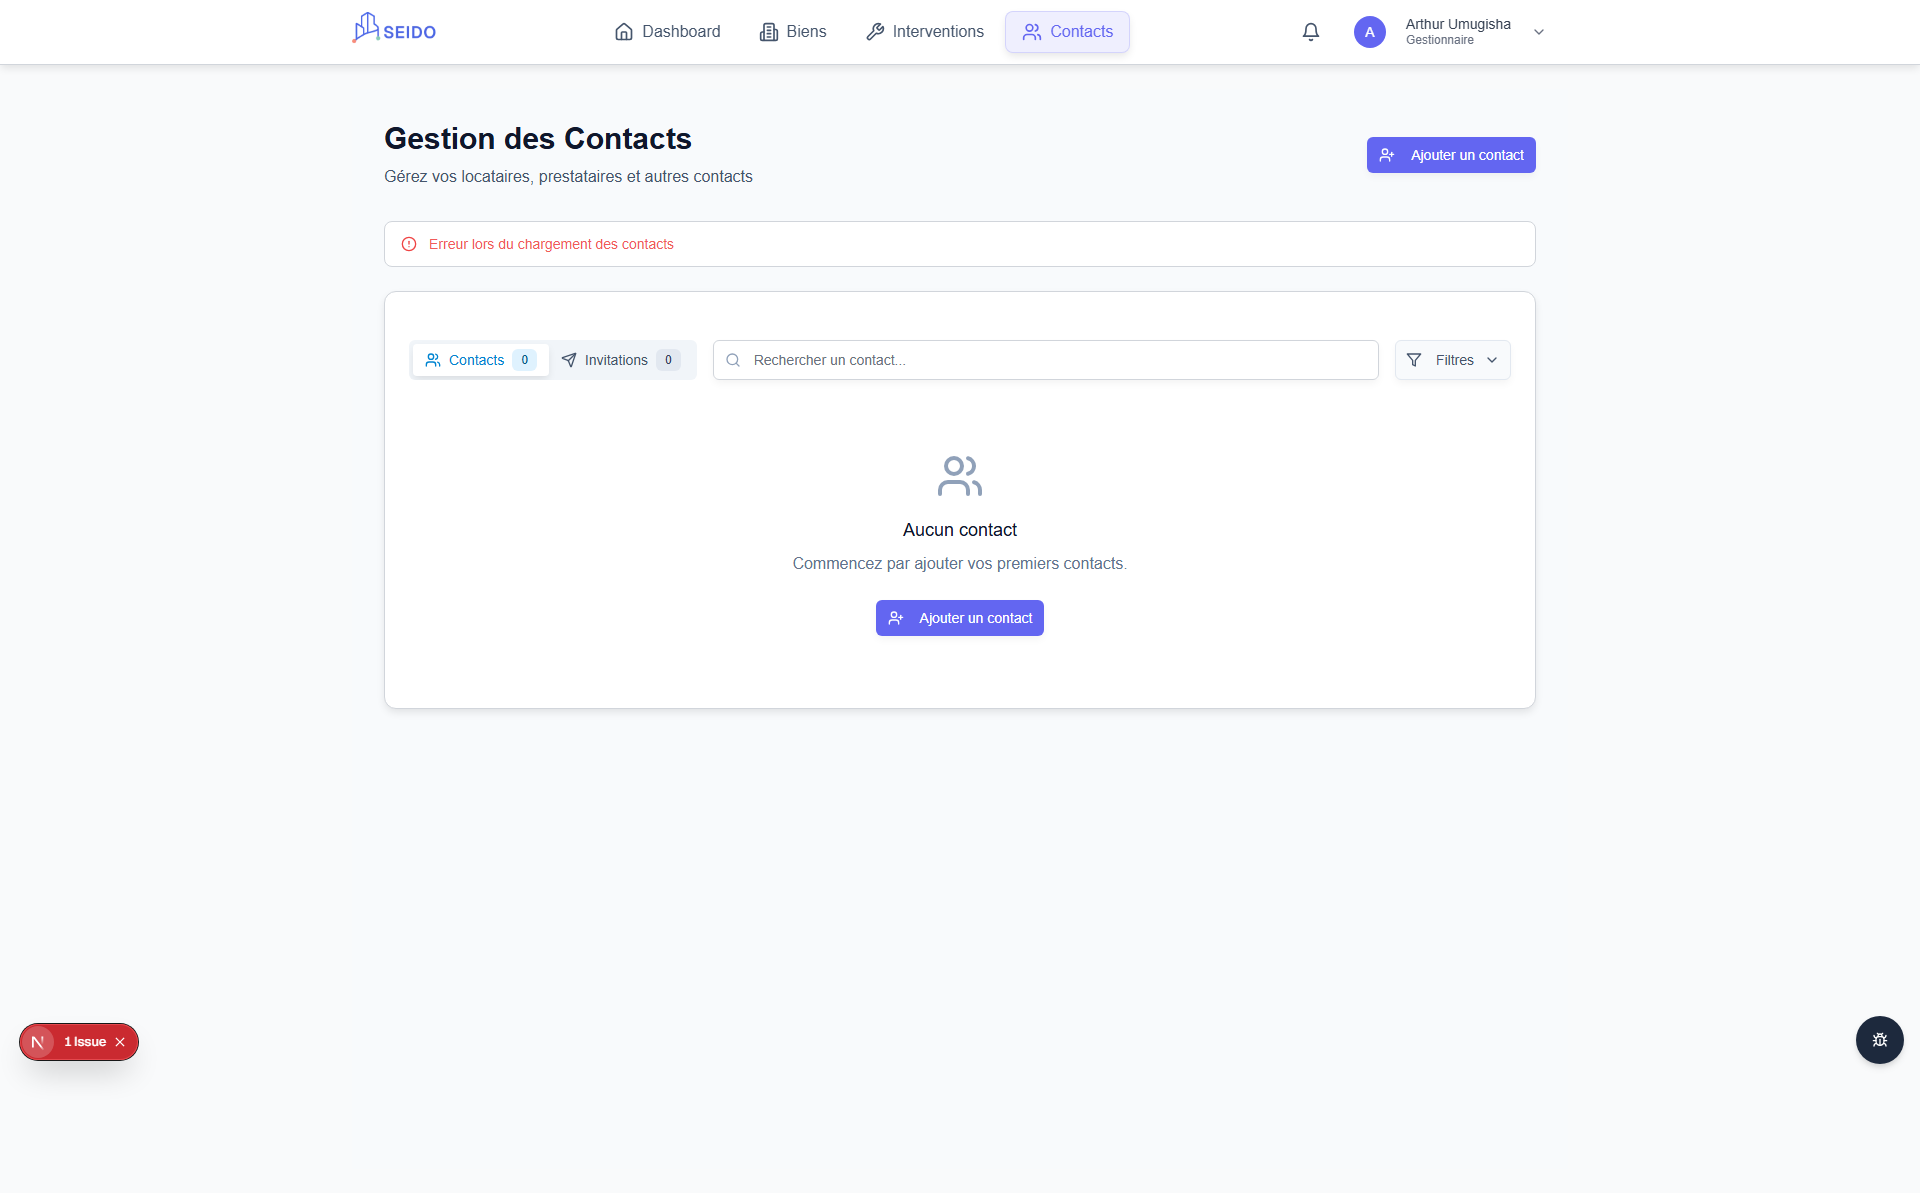 SEIDO
Dashboard
Biens
Interventions
Contacts
A
Arthur Umugisha
Gestionnaire
Gestion des Contacts
Gérez vos locataires, prestataires et autres contacts
Ajouter un contact
Erreur lors du chargement des contacts
Contacts 0
Invitations 0
Rechercher un contact...
Filtres
Aucun contact
Commencez par ajouter vos premiers contacts.
Ajouter un contact
N 1 Issue